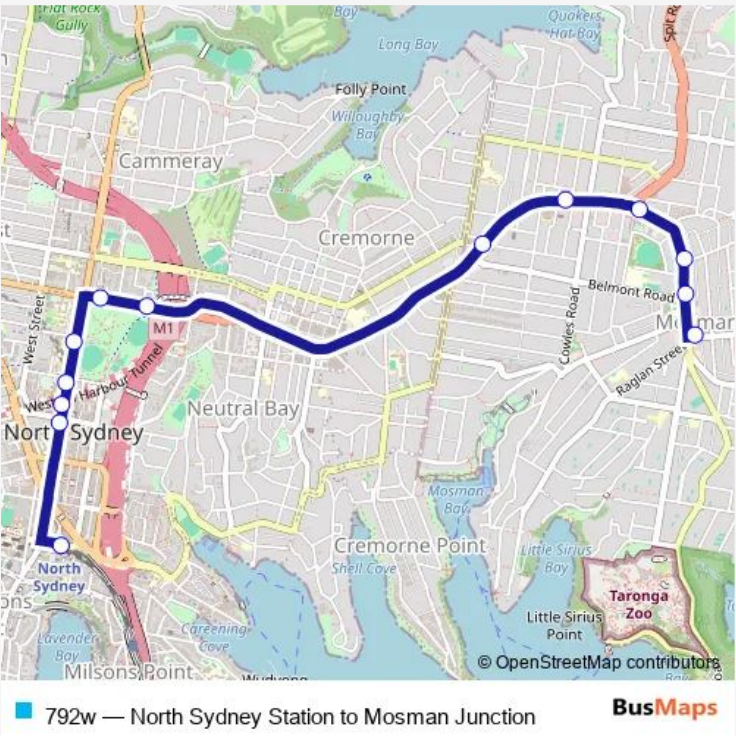 Flat Rock
Gully
Bay
Quakers
Hat Bay
Long Bay
Folly Point
Willoughby
Bay
Cammeray
Cremorne
Belmont Road
West Street
M1
Cowles Road
Raglan Street
Harbour Tunnel
Neutral Bay
North Sydney
Mosman
Bay
Cremorne Point
Shell Cove
Little Sirius
Bay
North
Sydney
Taronga
Zoo
Little Sirius
Point
Careening
Cove
Lavender
Bay
Milsons Point
© OpenStreetMap contributors
792w — North Sydney Station to Mosman Junction
BusMaps